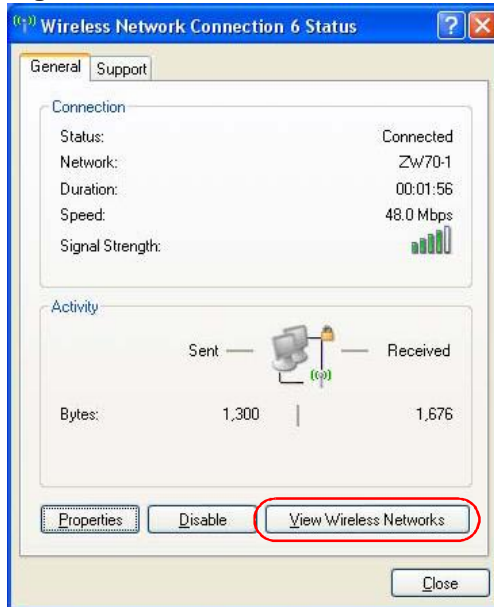 Wireless Network Connection 6 Status
General Support
Connection
Status: Connected
Network: ZW70-1
Duration: 00:01:56
Speed: 48.0 Mbps
Signal Strength:
Activity
Sent — Received
Bytes: 1,300 1,676
Properties Disable View Wireless Networks
Close